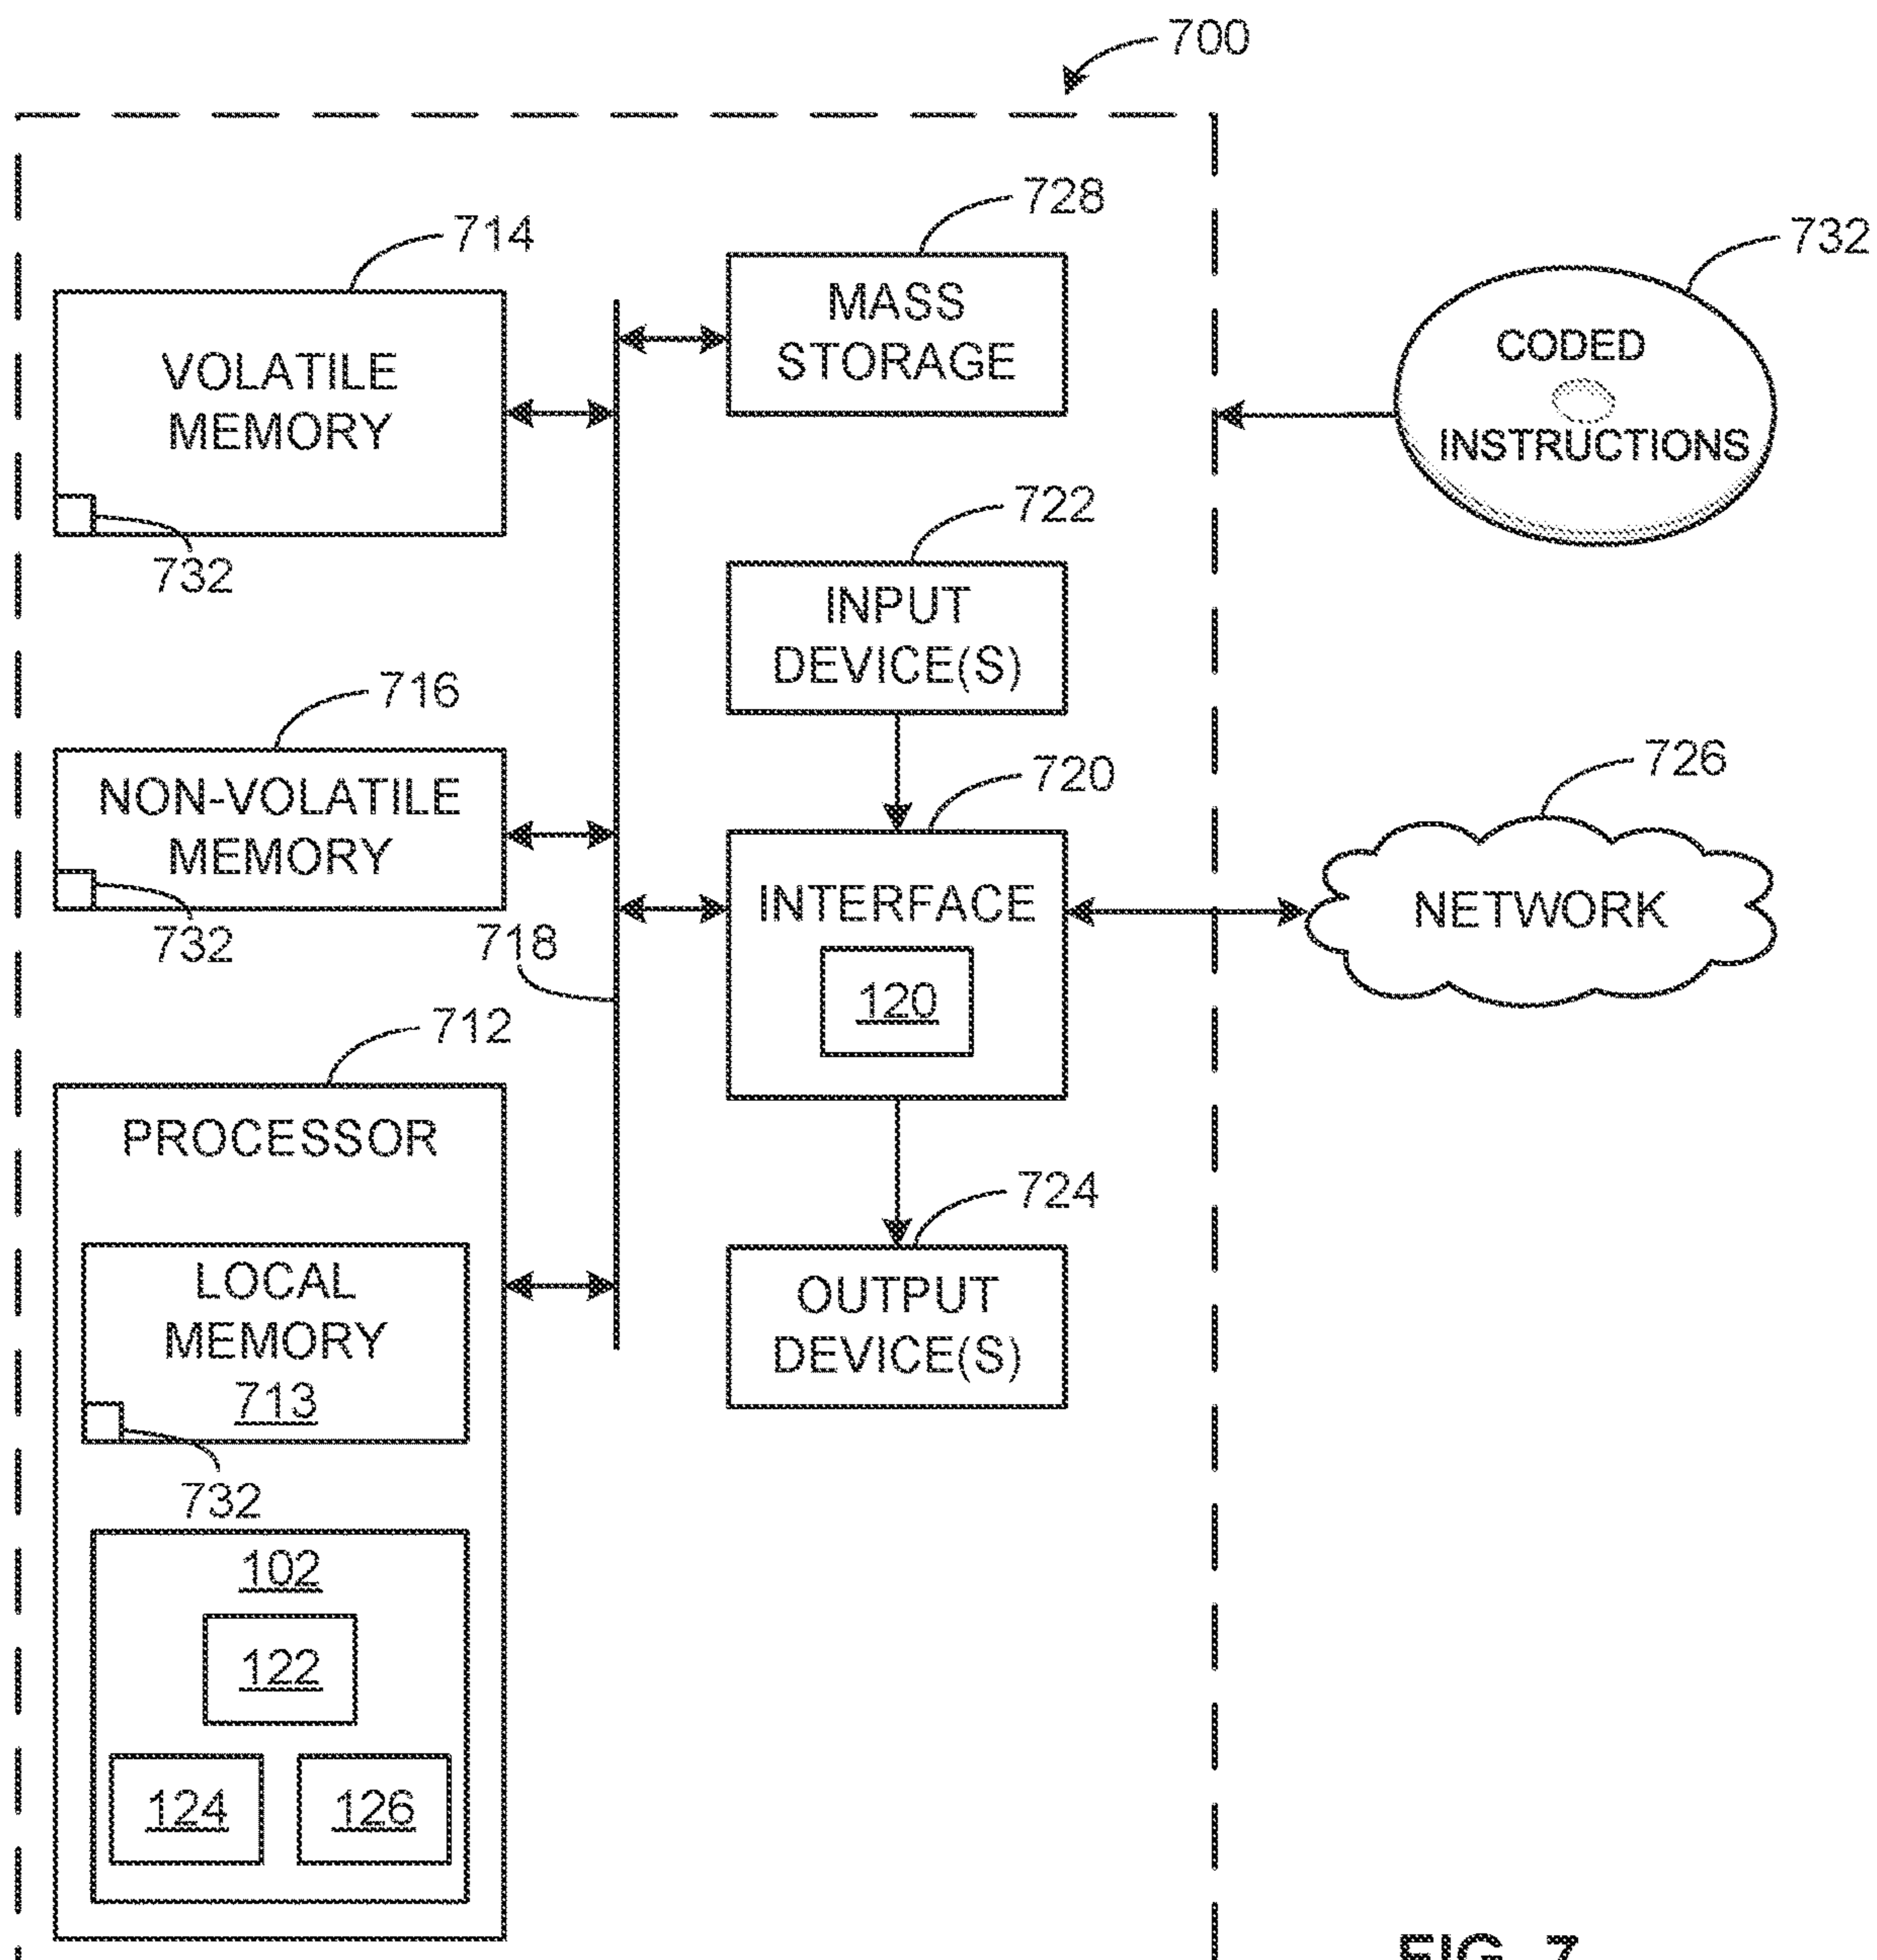 700
714
728
732
VOLATILE
MEMORY
732
MASS
STORAGE
CODED
INSTRUCTIONS
722
INPUT
DEVICE(S)
716
NON-VOLATILE
MEMORY
732
718
720
INTERFACE
120
726
NETWORK
712
PROCESSOR
LOCAL
MEMORY
713
732
724
OUTPUT
DEVICE(S)
102
122
124
126
FIG. 7